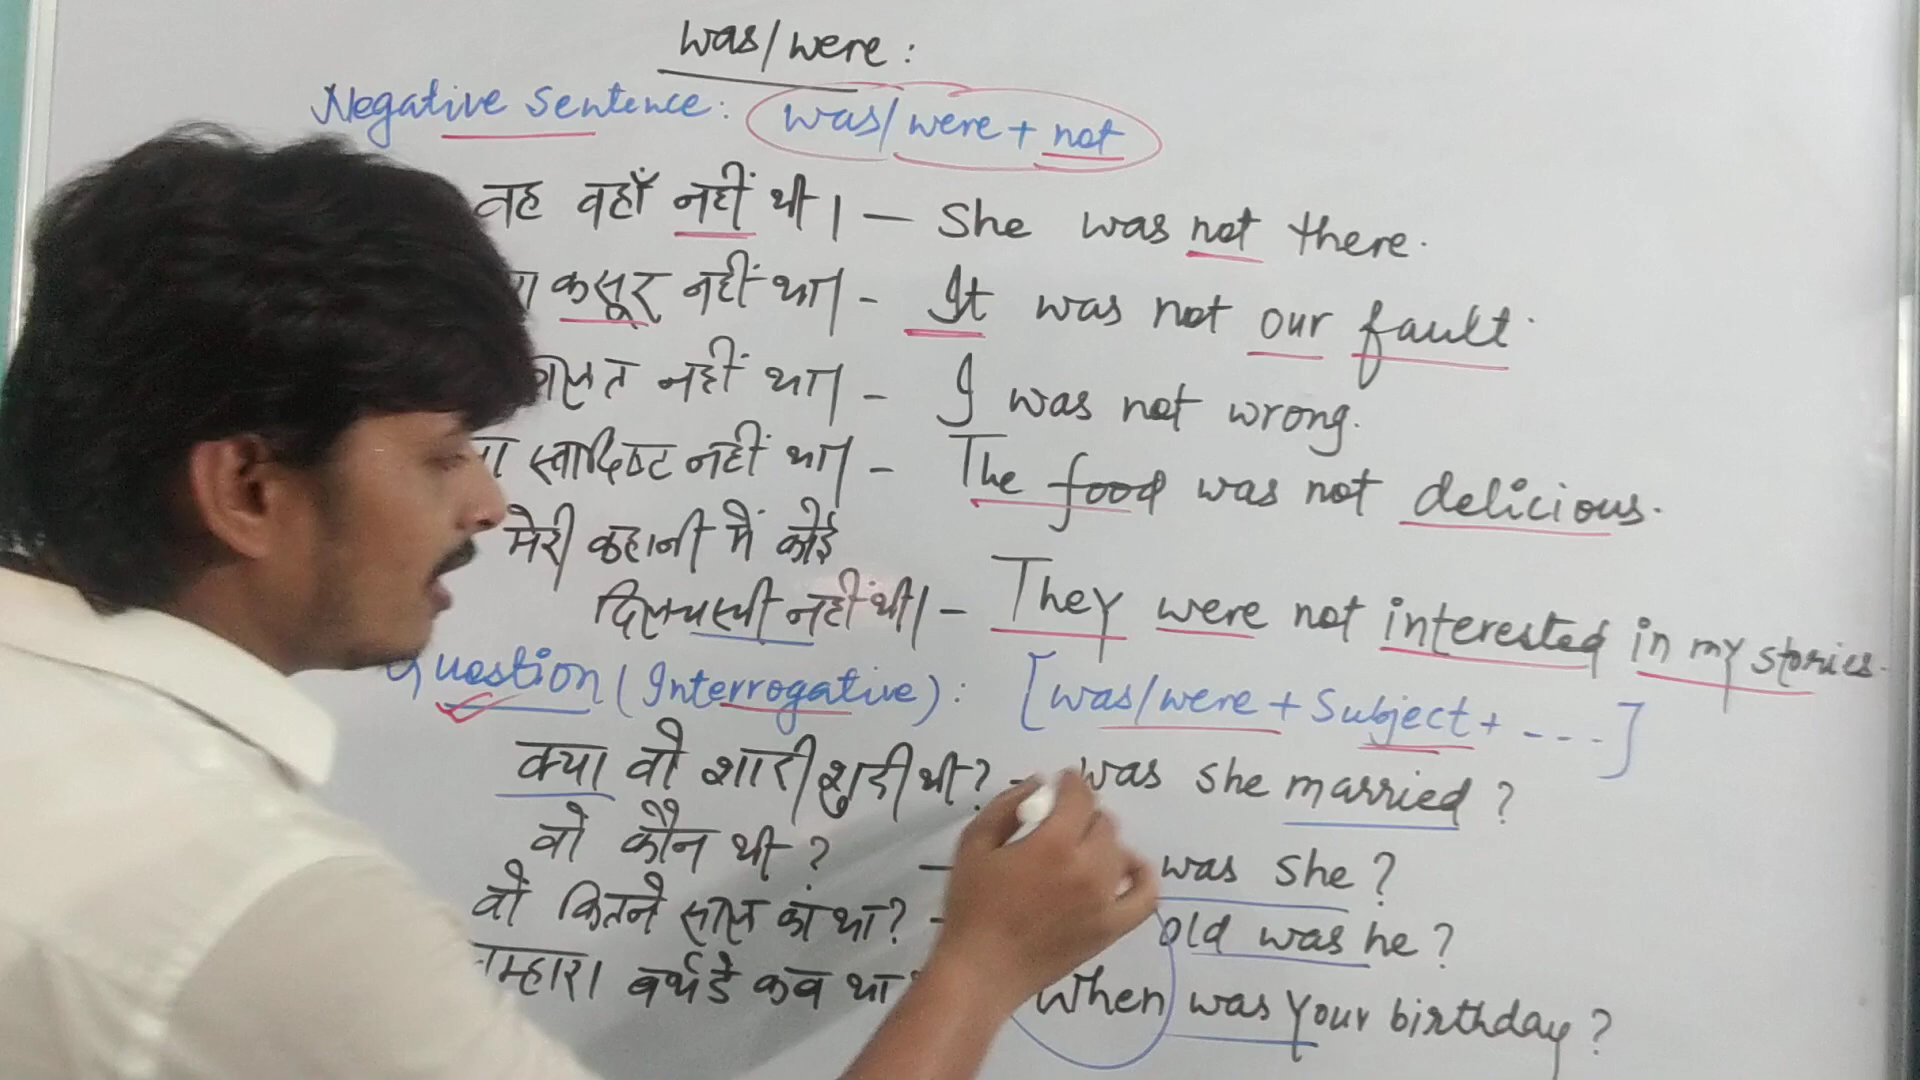 was/were:
Negative sentence: was/were + not
वह वहाँ नहीं थी। — She was not there.
कसूर नहीं था। - It was not our fault.
नहीं था। - I was not wrong.
स्वादिष्ट नहीं था। - The food was not delicious.
मेरी कहानी में कोई
दिलचस्पी नहीं थी। - They were not interested in my stories.
Question (Interrogative): [was/were + Subject + ----]
क्या वो शादीशुदी थी? - was she married?
वो कौन थी? - was she?
वो कितने साल का था? - old was he?
बर्थडे कब था When was your birthday?